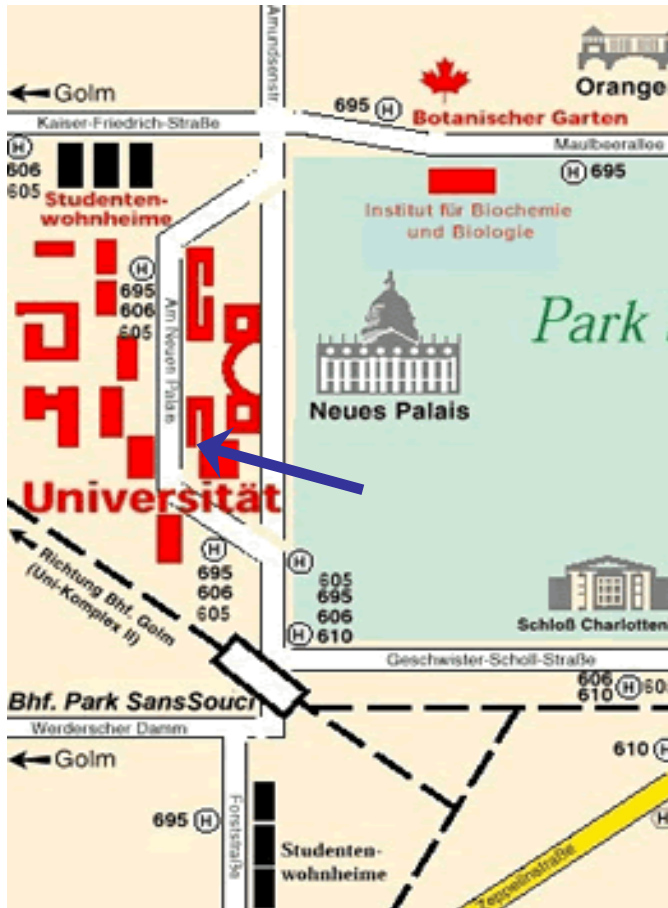 Amundsenstr.
Golm
Kaiser-Friedrich-Straße
695 H
Botanischer Garten
Orange
Maulbeerallee
H 695
H
606
605
Studenten-
wohnheime
Institut für Biochemie
und Biologie
H
695
606
605
Am Neuen Palais
Park
Neues Palais
Universität
H
695
606
605
Richtung Bhf. Golm
(Uni-Komplex II)
H
605
695
606
H 610
Schloß Charlotten
Geschwister-Scholl-Straße
606
610 H 60
Bhf. Park SansSouci
Werderscher Damm
Golm
610 H
695 H
Forststraße
H
Studenten-
wohnheime
Zeppelinstraße